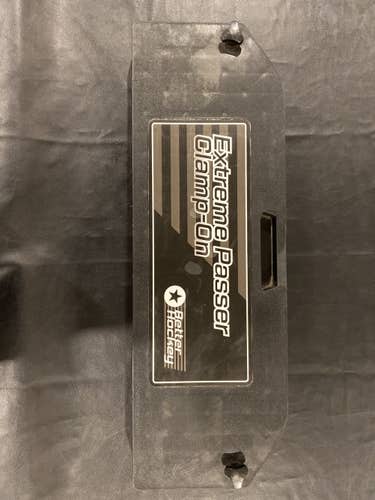 Extreme Passer
Clamp-On
Better
Hockey